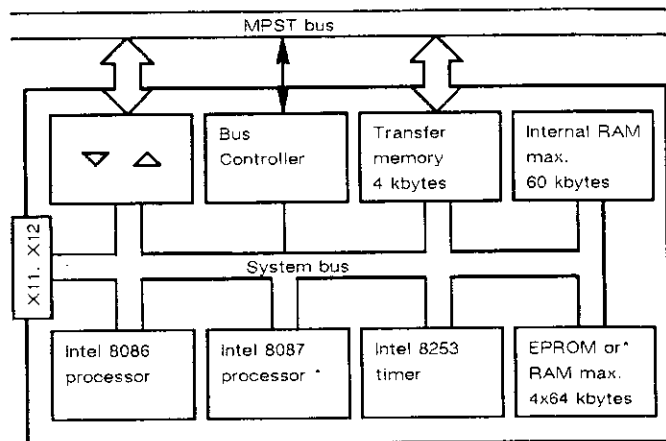 MPST bus
Bus
Controller
Transfer
memory
4 kbytes
Internal RAM
max.
60 kbytes
X11. X12
System bus
Intel 8086
processor
Intel 8087
processor *
Intel 8253
timer
EPROM or*
RAM max.
4x64 kbytes